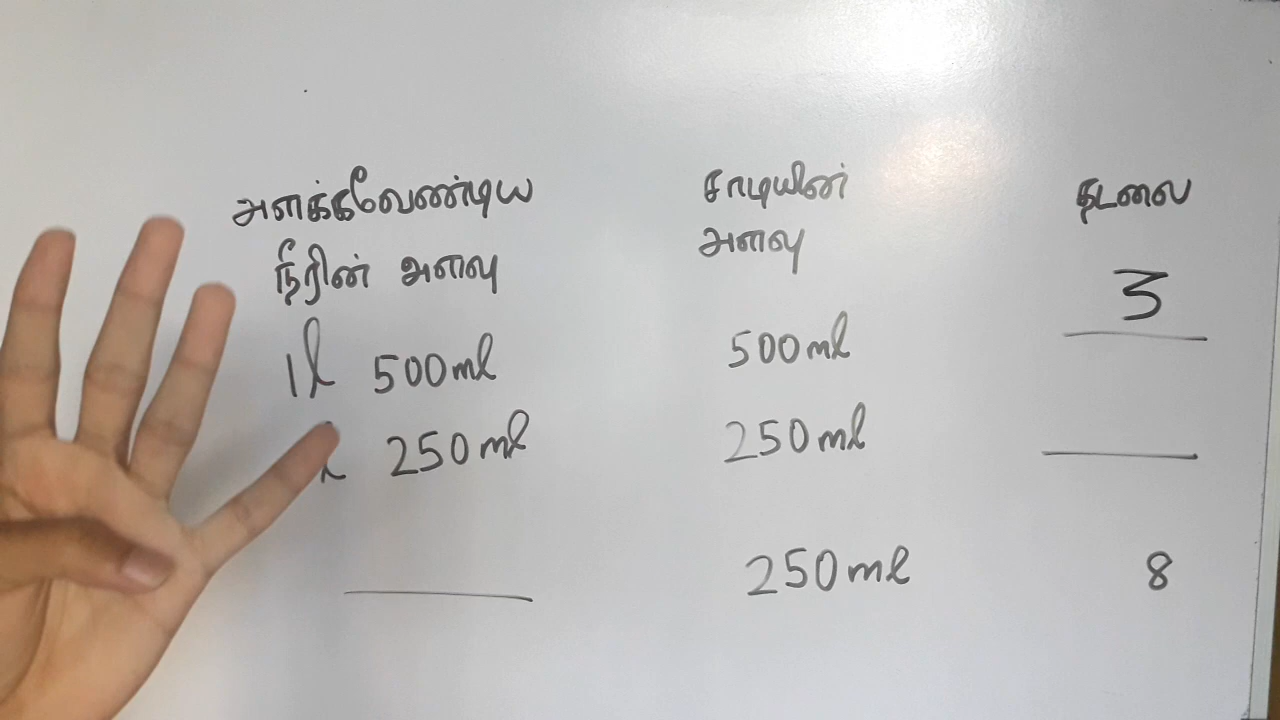 அளக்கவேண்டிய நீரின் அளவு
சாடியின் அளவு
தடவை
1l 500ml 500ml 3
l 250ml 250ml
250ml 8